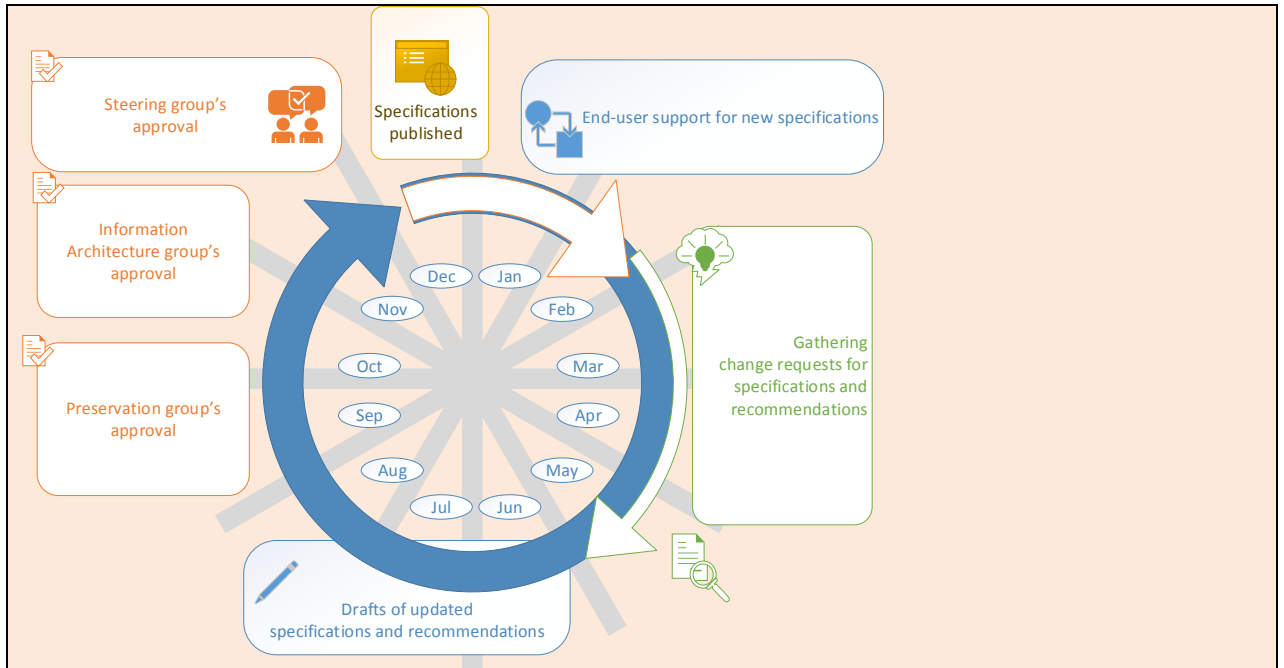 Steering group's
approval
Specifications
published
End-user support for new specifications
Information
Architecture group's
approval
Preservation group's
approval
Gathering
change requests for
specifications and
recommendations
Dec
Jan
Nov
Feb
Oct
Mar
Sep
Apr
Aug
May
Jul
Jun
Drafts of updated
specifications and recommendations